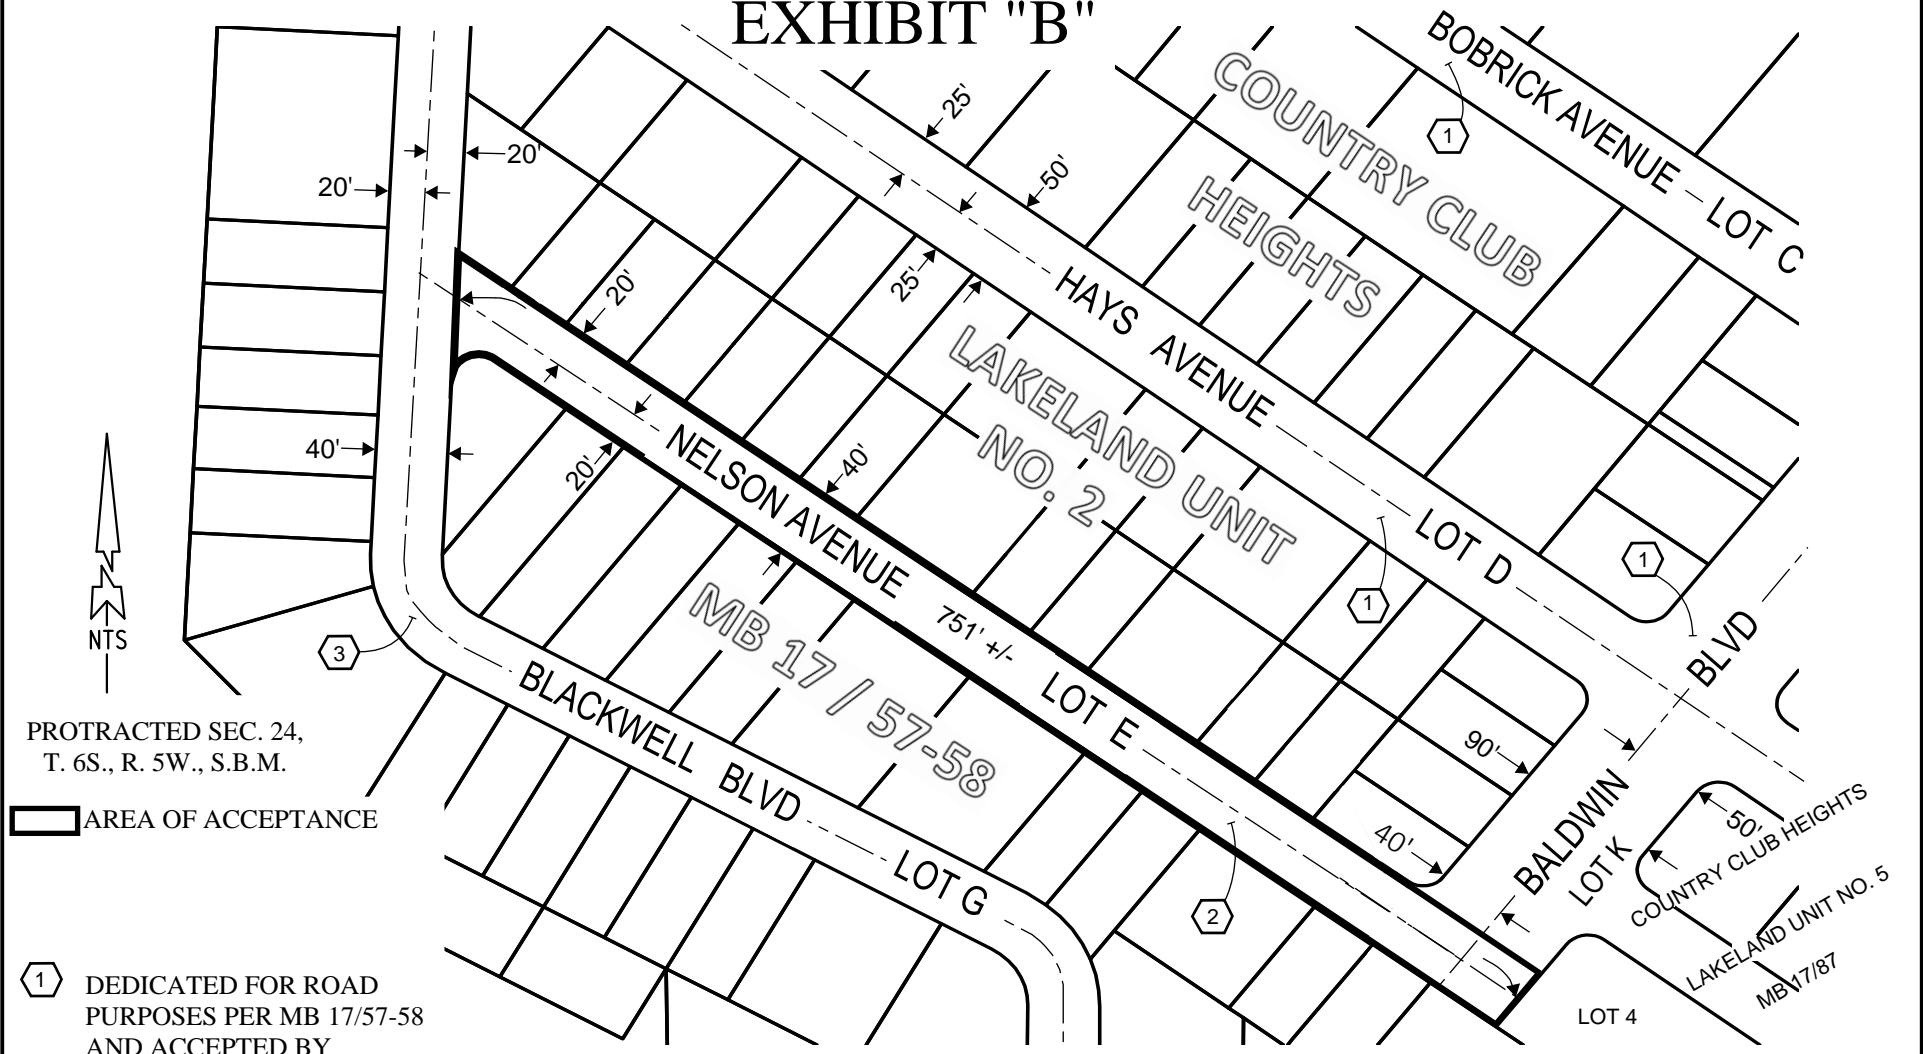 EXHIBIT "B"
BOBRICK AVENUE
LOT C
1
COUNTRY CLUB
HEIGHTS
25'
50'
20'
20'
20'
25'
HAYS AVENUE
LOT D
LAKELAND UNIT
NO. 2
40'
20'
40'
NELSON AVENUE
751' +/-
LOT E
MB 17 / 57-58
1
1
BLVD
BALDWIN
LOT K
90'
40'
50'
COUNTRY CLUB HEIGHTS
LAKELAND UNIT NO. 5
MB 17/87
LOT 4
2
3
BLACKWELL BLVD
LOT G
NTS
PROTRACTED SEC. 24,
T. 6S., R. 5W., S.B.M.
AREA OF ACCEPTANCE
1 DEDICATED FOR ROAD
PURPOSES PER MB 17/57-58
AND ACCEPTED BY